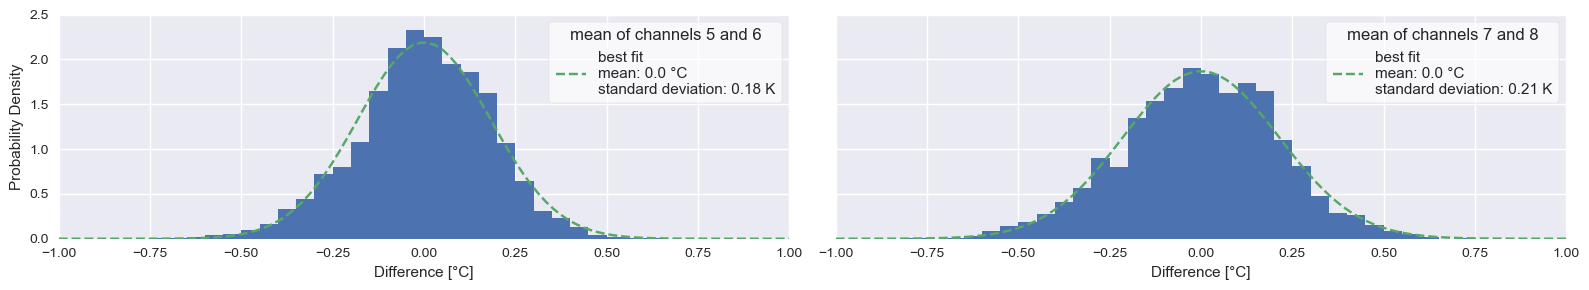 2.5
2.0
1.5
1.0
0.5
0.0
Probability Density
mean of channels 5 and 6
best fit
mean: 0.0 °C
standard deviation: 0.18 K
−1.00 −0.75 −0.50 −0.25 0.00 0.25 0.50 0.75 1.00
Difference [°C]
mean of channels 7 and 8
best fit
mean: 0.0 °C
standard deviation: 0.21 K
−1.00 −0.75 −0.50 −0.25 0.00 0.25 0.50 0.75 1.00
Difference [°C]